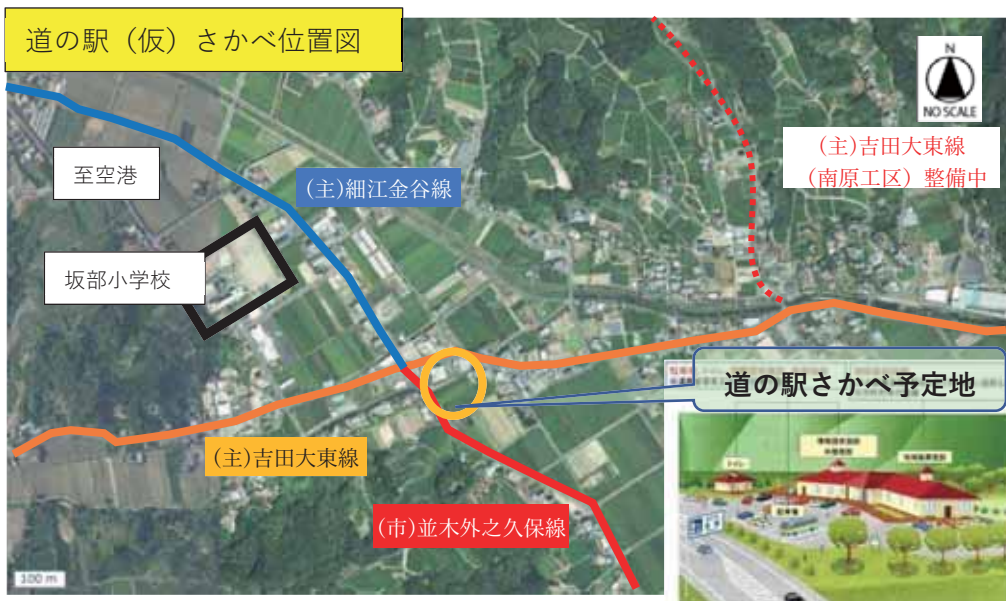 道の駅（仮）さかべ位置図
N
NO SCALE
(主)吉田大東線
（南原工区）整備中
至空港
(主)細江金谷線
坂部小学校
道の駅さかべ予定地
(主)吉田大東線
トイレ
(市)並木外之久保線
100 m